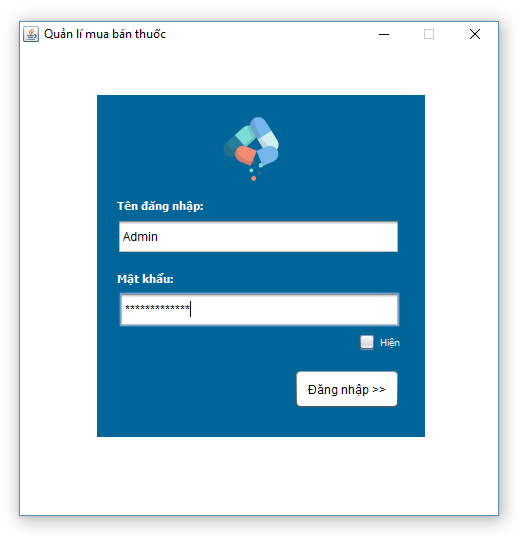 Quản lí mua bán thuốc
Tên đăng nhập:
Admin
Mật khẩu:
*************
Hiện
Đăng nhập >>